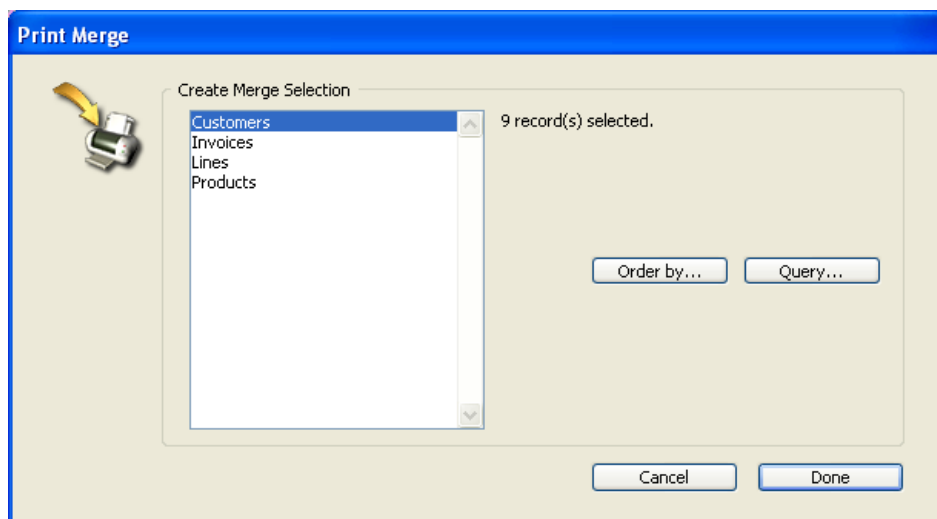 Print Merge
Create Merge Selection
Customers
Invoices
Lines
Products
9 record(s) selected.
Order by...
Query...
Cancel
Done